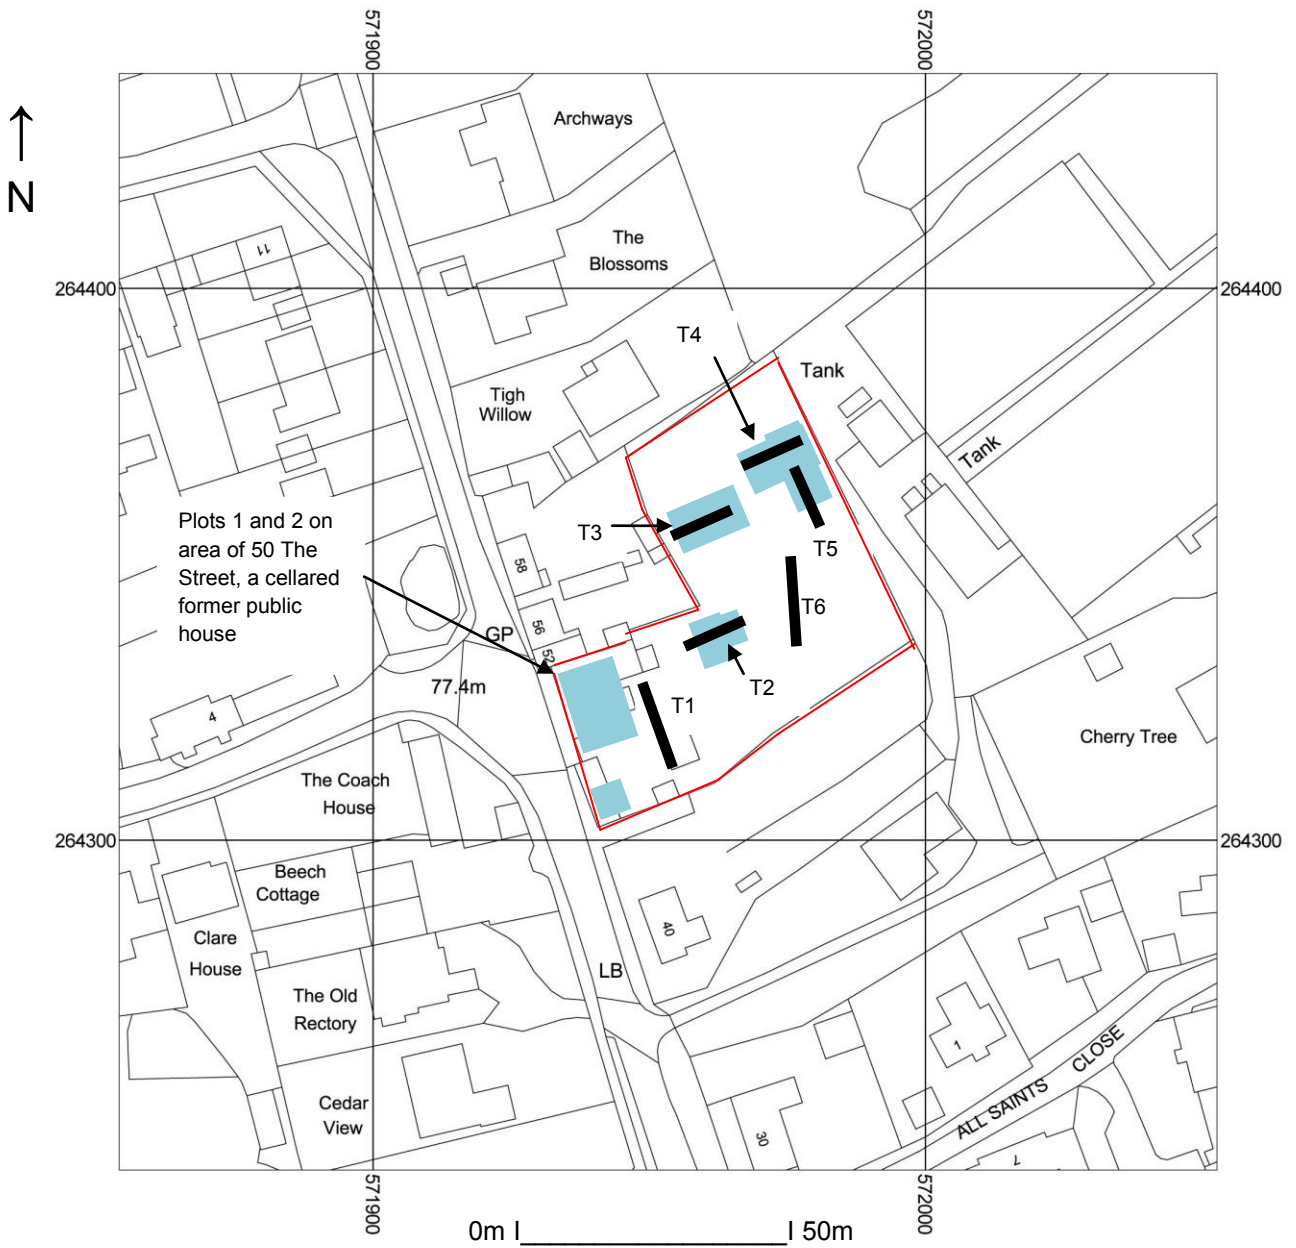 571900
572000
↑
N
Archways
11
The
Blossoms
264400
264400
T4
Tank
Tigh
Willow
Tank
Plots 1 and 2 on
area of 50 The
Street, a cellared
former public
house
T3
T5
58
T6
56
GP
52
77.4m
T2
T1
4
Cherry Tree
The Coach
House
264300
264300
Beech
Cottage
40
Clare
House
LB
The Old
Rectory
1
ALL SAINTS CLOSE
Cedar
View
30
7
571900
572000
0m I____________________I 50m